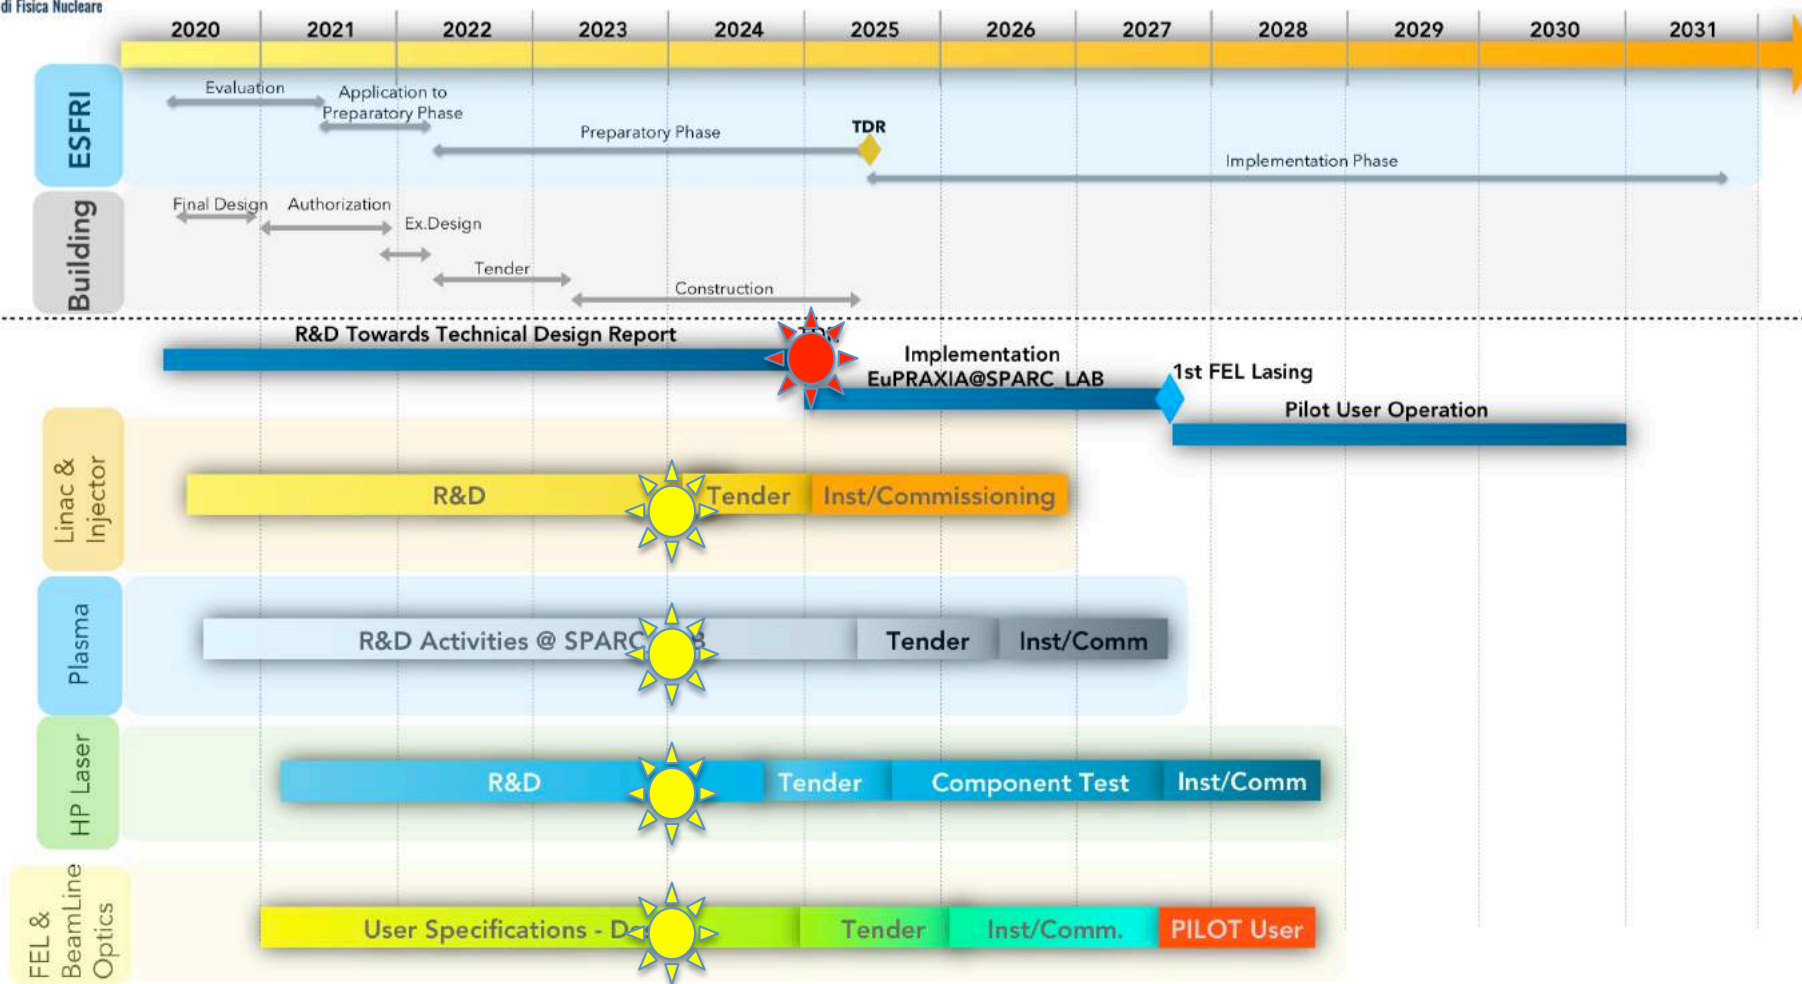 di Fisica Nucleare
2020 2021 2022 2023 2024 2025 2026 2027 2028 2029 2030 2031
ESFRI
Evaluation
Application to
Preparatory Phase
Preparatory Phase
TDR
Implementation Phase
Building
Final Design
Authorization
Ex.Design
Tender
Construction
R&D Towards Technical Design Report
Implementation
EuPRAXIA@SPARC_LAB
1st FEL Lasing
Pilot User Operation
Linac &
Injector
R&D
Tender
Inst/Commissioning
Plasma
R&D Activities @ SPARC
Tender
Inst/Comm
HP Laser
R&D
Tender
Component Test
Inst/Comm
FEL &
BeamLine
Optics
User Specifications -
Tender
Inst/Comm.
PILOT User